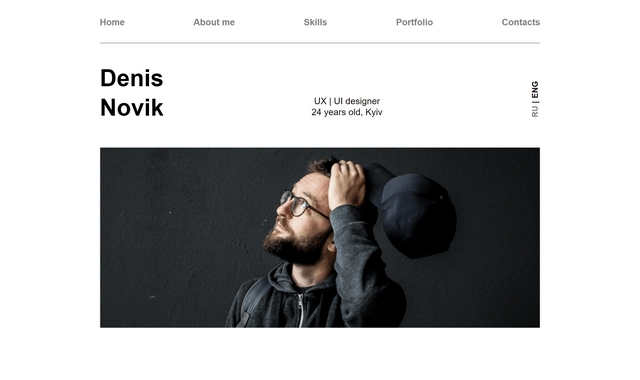 Home
About me
Skills
Portfolio
Contacts
Denis
Novik
UX | UI designer
24 years old, Kyiv
RU | ENG